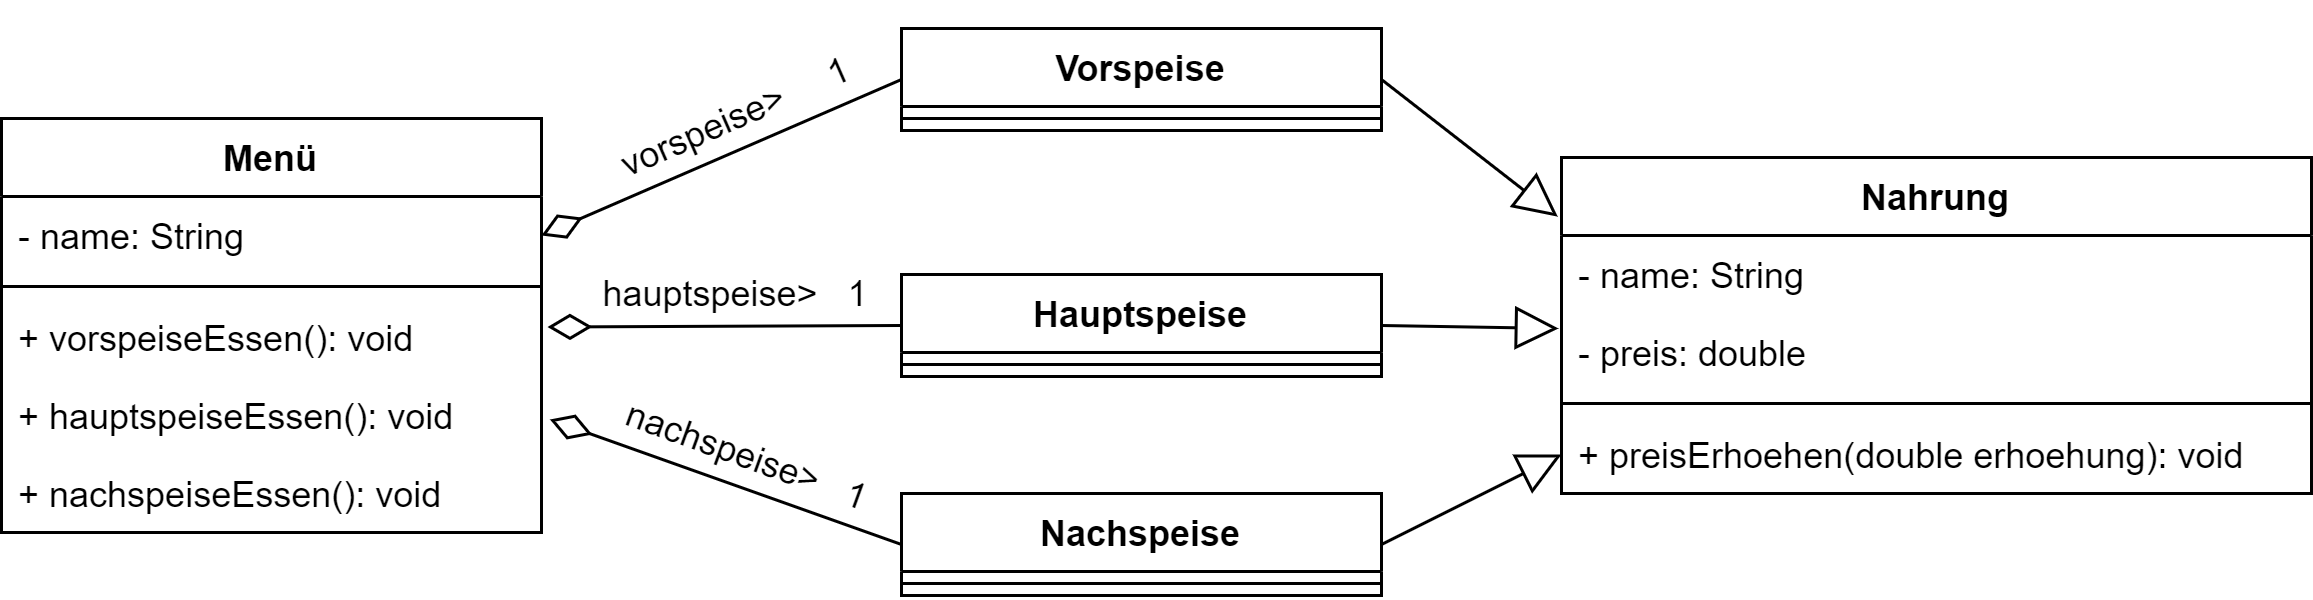 Menü
- name: String
+ vorspeiseEssen(): void
+ hauptspeiseEssen(): void
+ nachspeiseEssen(): void
vorspeise> 1
hauptspeise> 1
nachspeise> 1
Vorspeise
Hauptspeise
Nachspeise
Nahrung
- name: String
- preis: double
+ preisErhoehen(double erhoehung): void